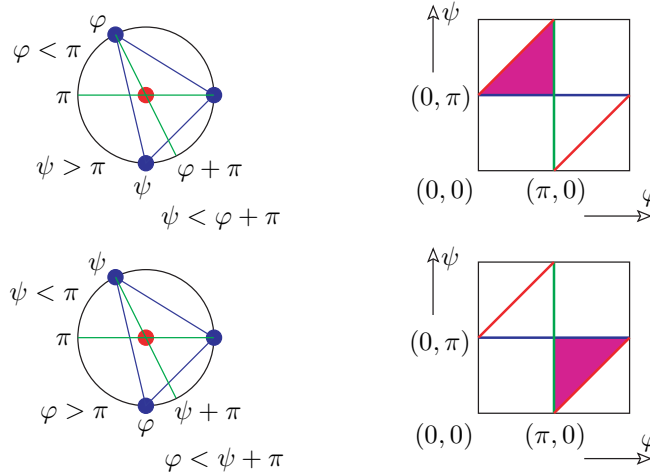 φ
φ < π
π
ψ > π
ψ
φ + π
ψ < φ + π
ψ
(0, π)
(0, 0)
(π, 0)
φ
ψ
ψ < π
π
φ > π
φ
ψ + π
φ < ψ + π
ψ
(0, π)
(0, 0)
(π, 0)
φ